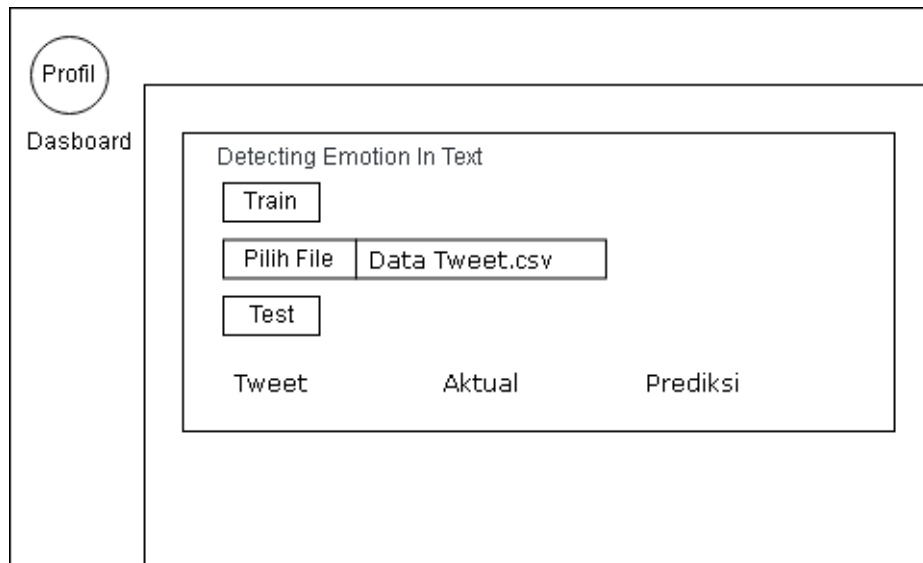 Profil
Dasboard
Detecting Emotion In Text
Train
Pilih File Data Tweet.csv
Test
Tweet Aktual Prediksi